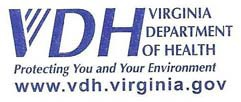 VDH VIRGINIA
DEPARTMENT
OF HEALTH
Protecting You and Your Environment
www.vdh.virginia.gov